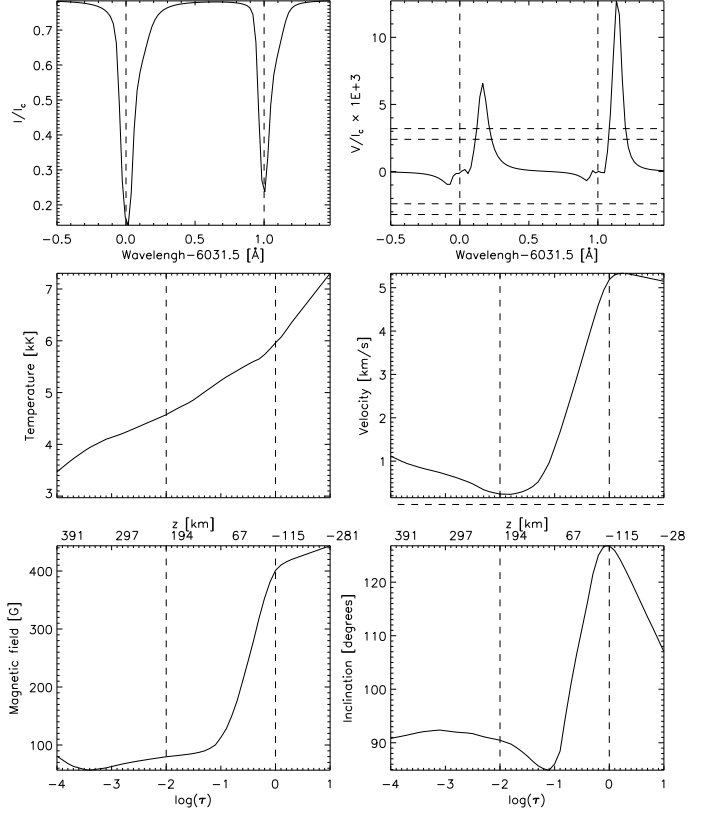 0.7
0.6
0.5
0.4
0.3
0.2
I/Ic
−0.5 0.0 0.5 1.0
Wavelengh−6031.5 [Å]
10
5
0
V/Ic × 1E+3
−0.5 0.0 0.5 1.0
Wavelengh−6031.5 [Å]
7
6
5
4
3
Temperature [kK]
5
4
3
2
1
Velocity [km/s]
z [km]
391 297 194 67 −115 −281
400
300
200
100
Magnetic field [G]
−4 −3 −2 −1 0 1
log(τ)
z [km]
391 297 194 67 −115 −28
120
110
100
90
Inclination [degrees]
−4 −3 −2 −1 0 1
log(τ)